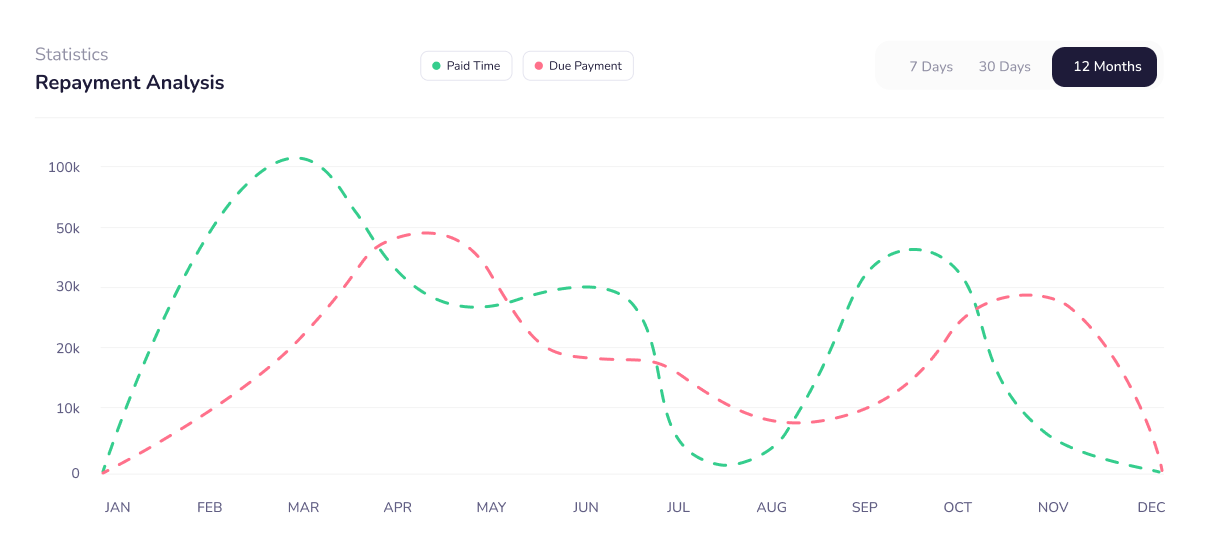 Statistics
Repayment Analysis
Paid Time Due Payment
7 Days 30 Days 12 Months
100k
50k
30k
20k
10k
0
JAN FEB MAR APR MAY JUN JUL AUG SEP OCT NOV DEC